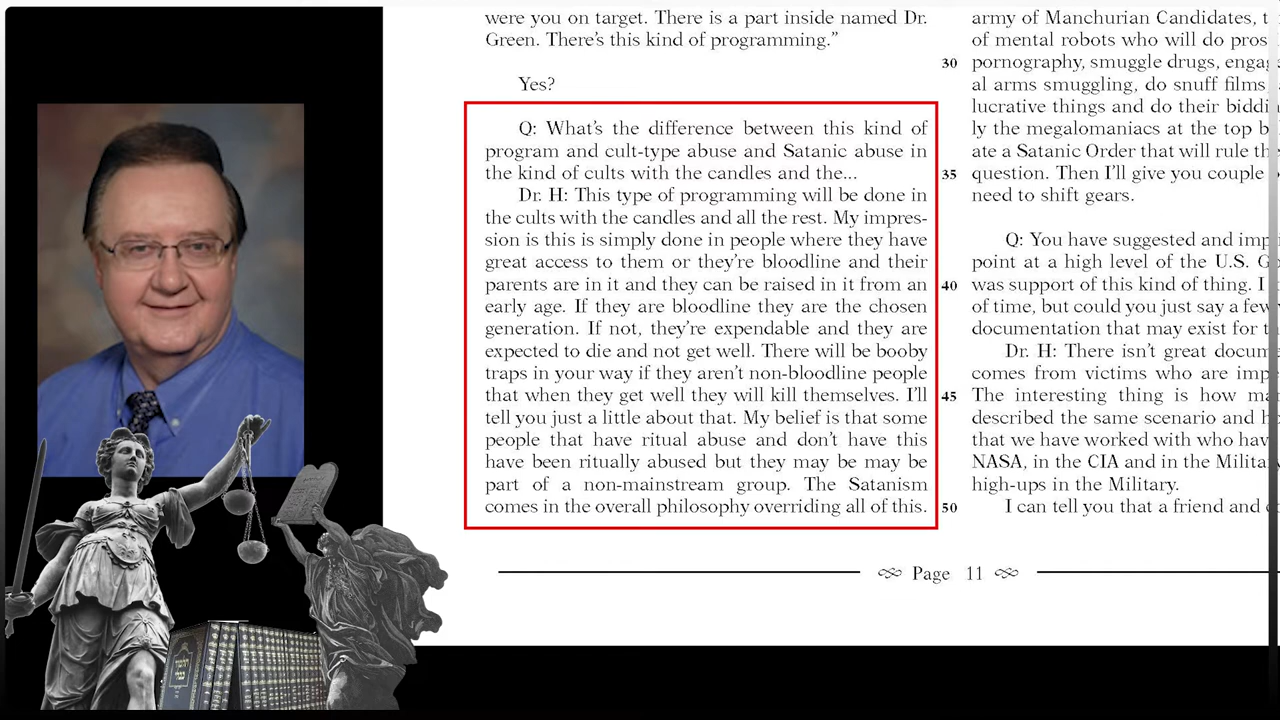 were you on target. There is a part inside named Dr.
Green. There's this kind of programming.”
Yes?
Q: What's the difference between this kind of
program and cult-type abuse and Satanic abuse in
the kind of cults with the candles and the...
Dr. H: This type of programming will be done in
the cults with the candles and all the rest. My impres-
sion is this is simply done in people where they have
great access to them or they're bloodline and their
parents are in it and they can be raised in it from an
early age. If they are bloodline they are the chosen
generation. If not, they're expendable and they are
expected to die and not get well. There will be booby
traps in your way if they aren't non-bloodline people
that when they get well they will kill themselves. I'll
tell you just a little about that. My belief is that some
people that have ritual abuse and don't have this
have been ritually abused but they may be may be
part of a non-mainstream group. The Satanism
comes in the overall philosophy overriding all of this.
30
35
40
45
50
army of Manchurian Candidates,
of mental robots who will do
pornography, smuggle drugs,
al arms smuggling, do snuff films
lucrative things and do their
ly the megalomaniacs at the top
ate a Satanic Order that will rule
question. Then I'll give you couple
need to shift gears.
Q: You have suggested and
point at a high level of the U.S.
was support of this kind of thing. I
of time, but could you just say a few
documentation that may exist for
Dr. H: There isn't great
comes from victims who are
The interesting thing is how
described the same scenario and
that we have worked with who
NASA, in the CIA and in the
high-ups in the Military.
I can tell you that a friend and
Page 11